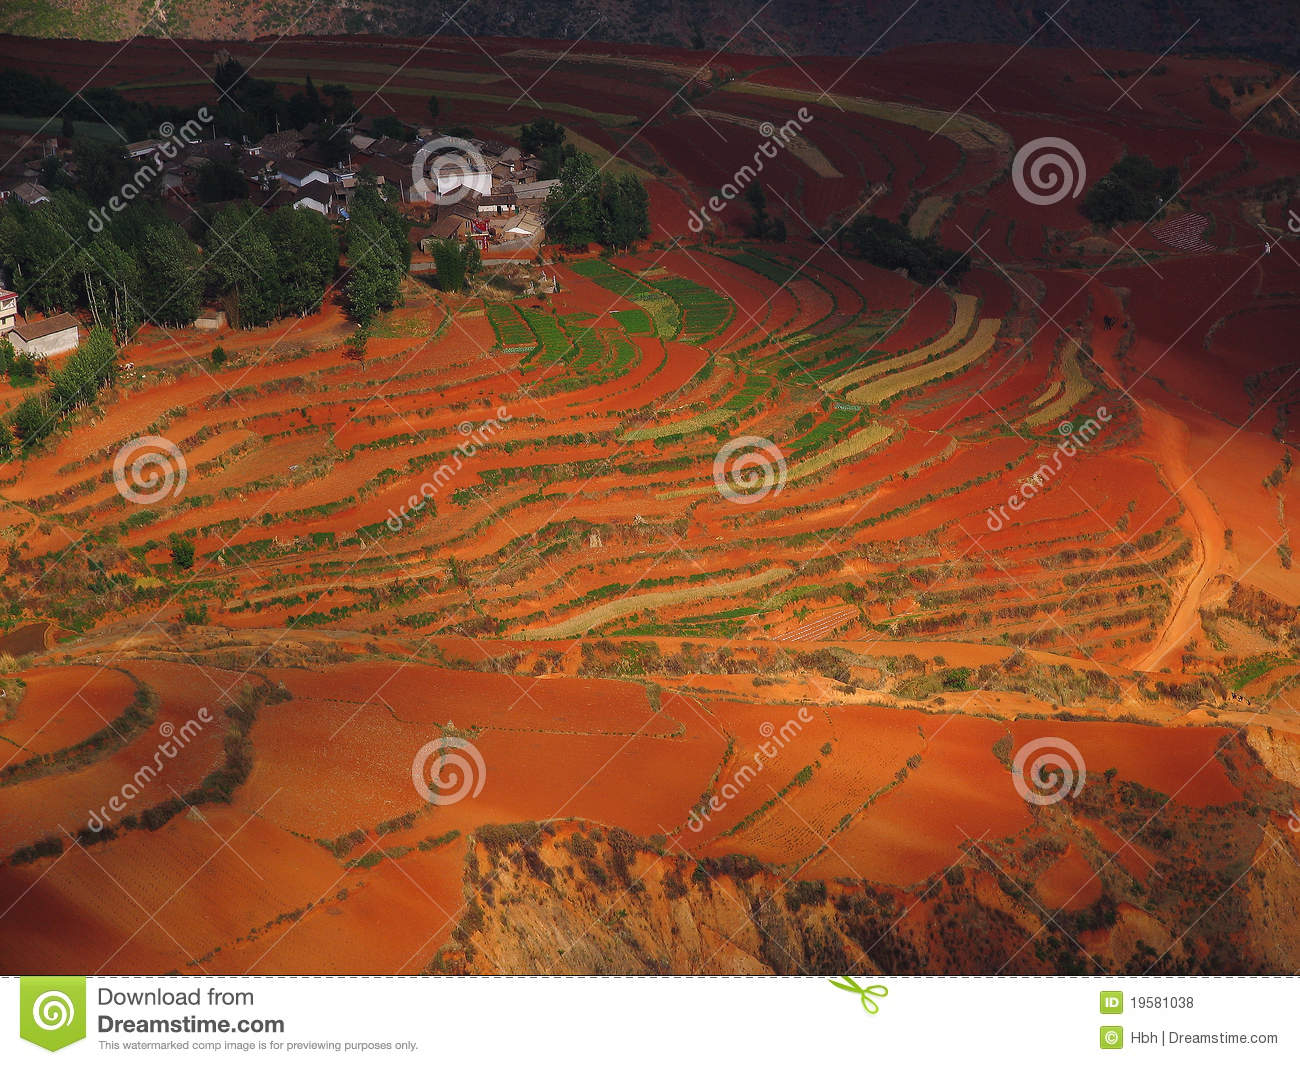 dreamstime
dreamstime
dreamstime
dreamstime
dreamstime
dreamstime
Download from
Dreamstime.com
This watermarked comp image is for previewing purposes only.
ID 19581038
© Hbh | Dreamstime.com